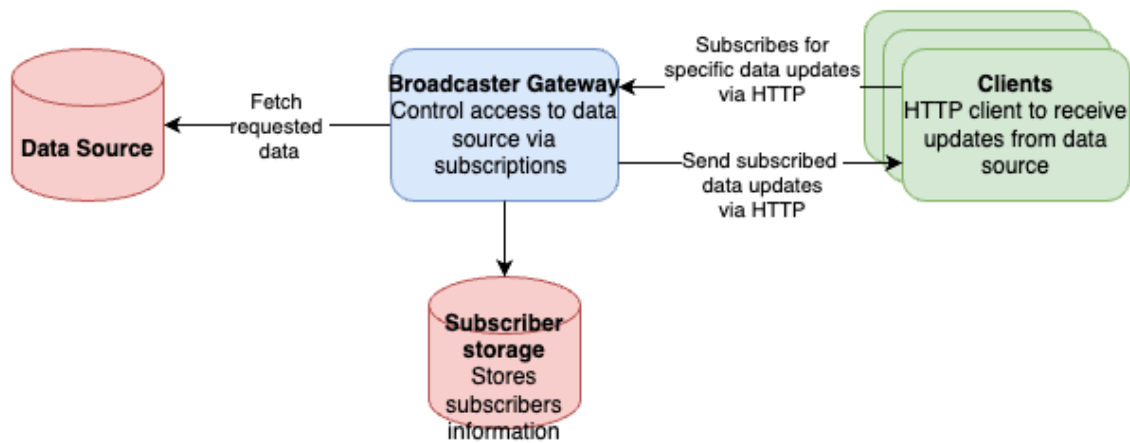 Data Source
Fetch
requested
data
Broadcaster Gateway
Control access to data
source via
subscriptions
Subscribes for
specific data updates
via HTTP
Send subscribed
data updates
via HTTP
Clients
HTTP client to receive
updates from data
source
Subscriber
storage
Stores
subscribers
information